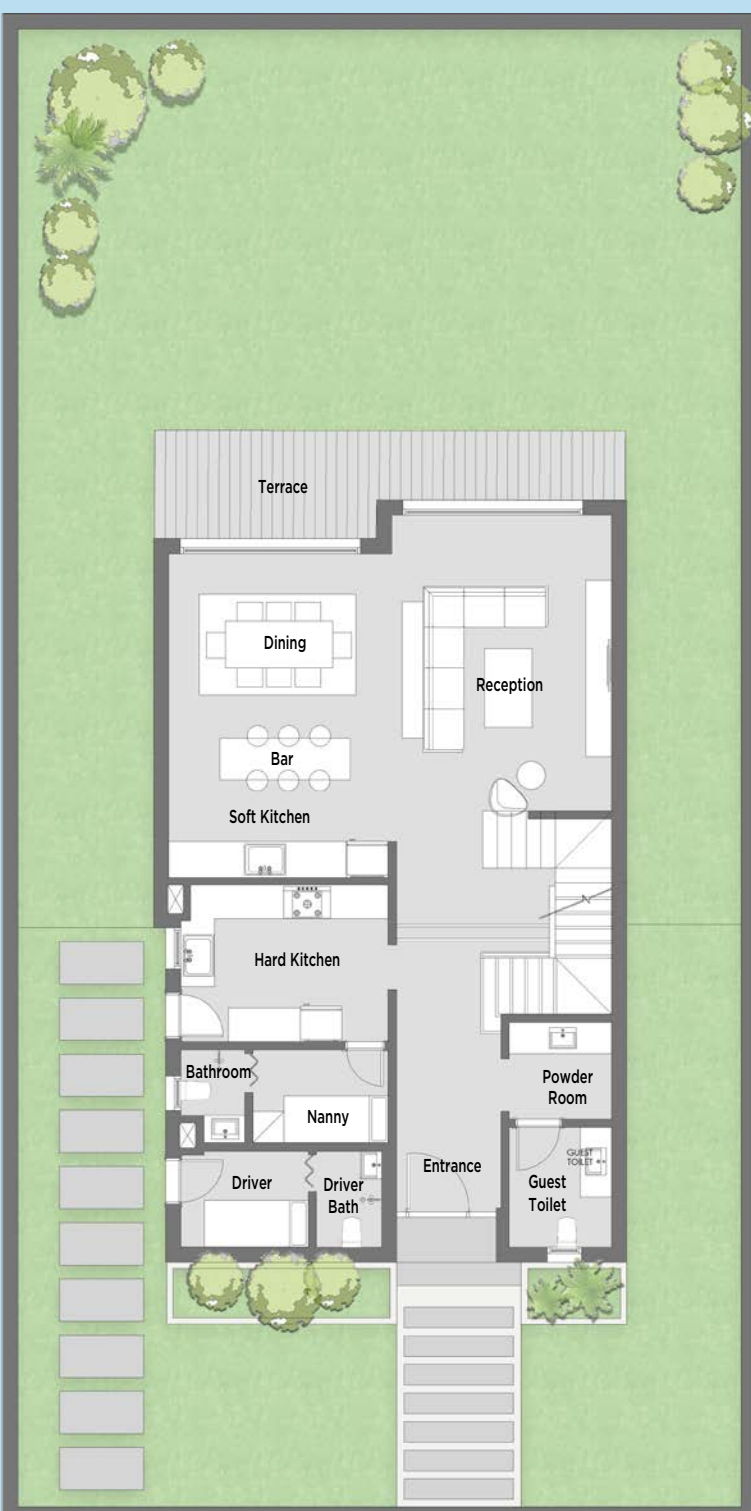 Terrace
Dining
Reception
Bar
Soft Kitchen
Hard Kitchen
Bathroom
Powder
Room
Nanny
GUEST
TOILET
Entrance
Driver
Driver
Bath
Guest
Toilet